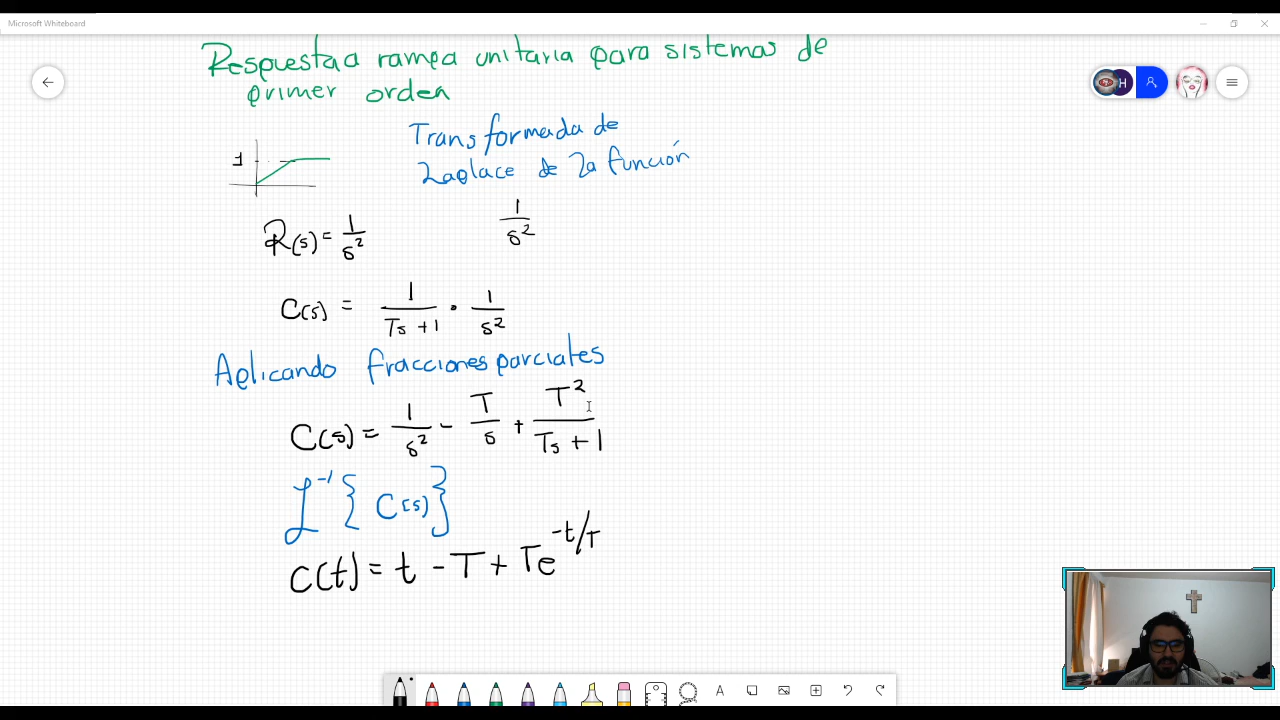 Microsoft Whiteboard
Respuesta a rampa unitaria para sistemas de
primer orden
H
Transformada de
Laplace de la función
1
R(s) = 1/s²
1/s²
C(s) = 1/(Ts + 1) · 1/s²
Aplicando fracciones parciales
C(s) = 1/s² - T/s + T²/(Ts + 1)
ℒ⁻¹{C(s)}
C(t) = t - T + Te^(-t/T)
A